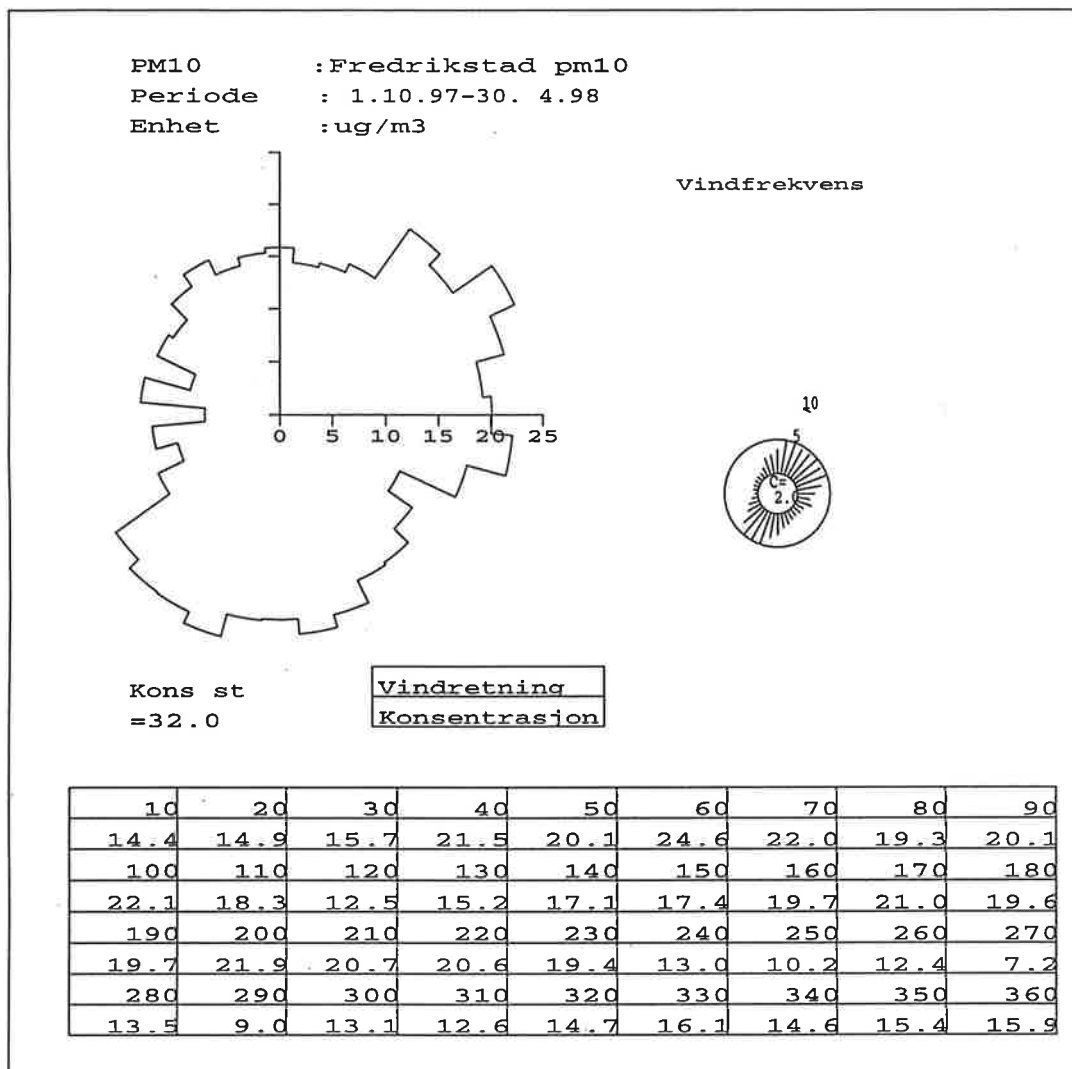 PM10 :Fredrikstad pm10
Periode : 1.10.97-30. 4.98
Enhet :ug/m3
Vindfrekvens
0 5 10 15 20 25
10
5
C=
2.
Kons st
=32.0
Vindretning
Konsentrasjon
10 20 30 40 50 60 70 80 90
14.4 14.9 15.7 21.5 20.1 24.6 22.0 19.3 20.1
100 110 120 130 140 150 160 170 180
22.1 18.3 12.5 15.2 17.1 17.4 19.7 21.0 19.6
190 200 210 220 230 240 250 260 270
19.7 21.9 20.7 20.6 19.4 13.0 10.2 12.4 7.2
280 290 300 310 320 330 340 350 360
13.5 9.0 13.1 12.6 14.7 16.1 14.6 15.4 15.9